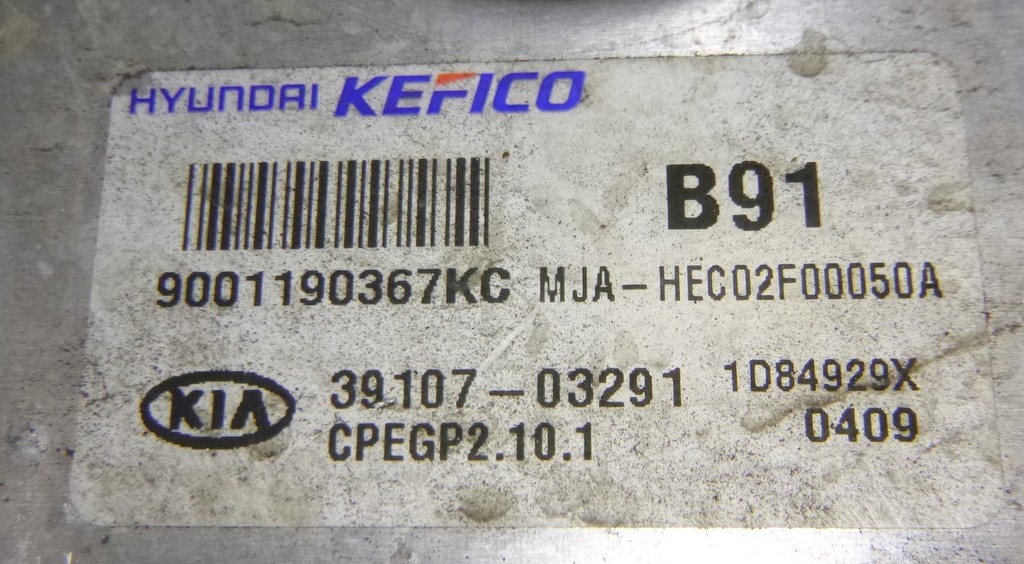 HYUNDAI KEFICO
B91
9001190367KC MJA-HEC02F00050A
KIA 39107-03291 1D84929X
CPEGP2.10.1 0409